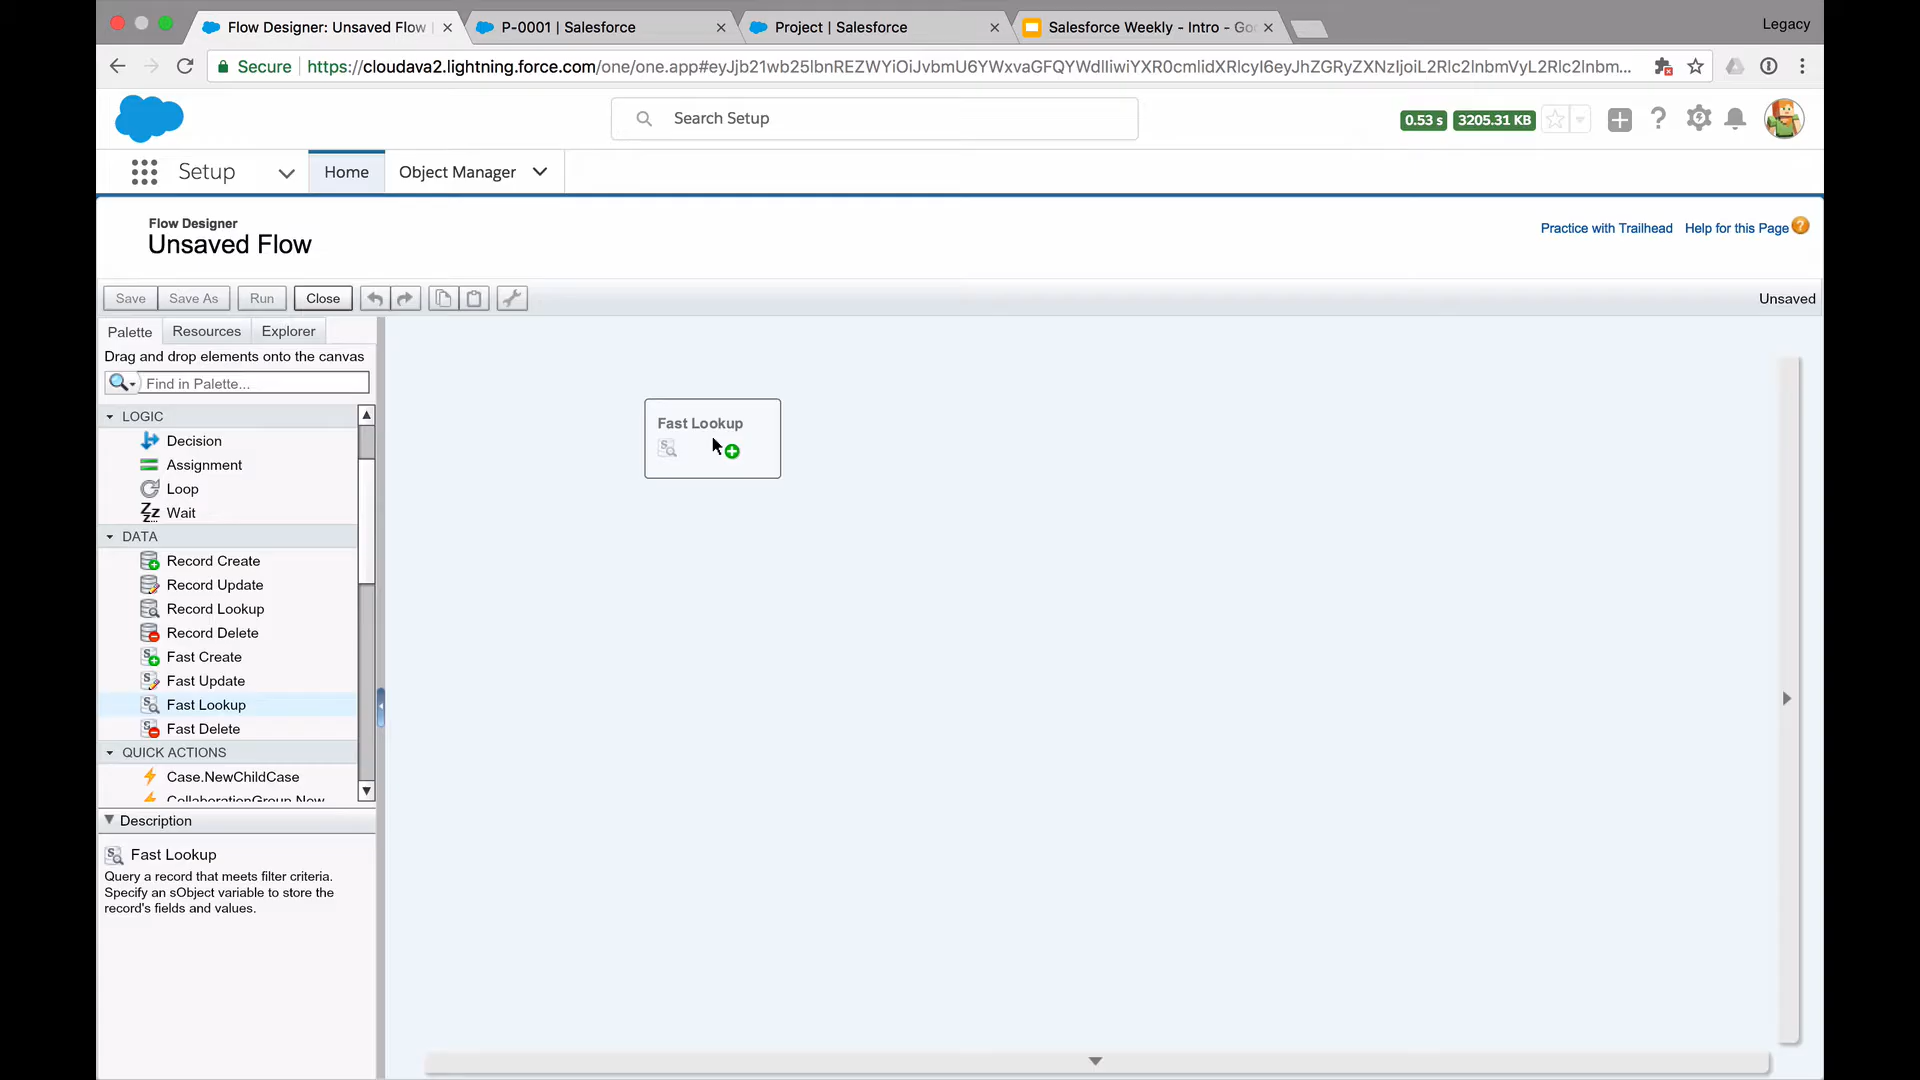 Flow Designer: Unsaved Flow
P-0001 | Salesforce
Project | Salesforce
Salesforce Weekly - Intro - Goo
Legacy
Secure
https://cloudava2.lightning.force.com/one/one.app#eyJjb21wb25lbnREZWYiOiJvbmU6YWxvaGFQYWdlIiwiYXR0cmlidXRlcyI6eyJhZGRyZXNzIjoiL2Rlc2lnbmVyL2Rlc2lnbm...
Search Setup
0.53 s
3205.31 KB
Setup
Home
Object Manager
Flow Designer
Unsaved Flow
Practice with Trailhead
Help for this Page
Save
Save As
Run
Close
Unsaved
Palette
Resources
Explorer
Drag and drop elements onto the canvas
Find in Palette...
LOGIC
Decision
Assignment
Loop
Wait
DATA
Record Create
Record Update
Record Lookup
Record Delete
Fast Create
Fast Update
Fast Lookup
Fast Delete
QUICK ACTIONS
Case.NewChildCase
CollaborationGroup.New
Description
Fast Lookup
Query a record that meets filter criteria.
Specify an sObject variable to store the
record's fields and values.
Fast Lookup